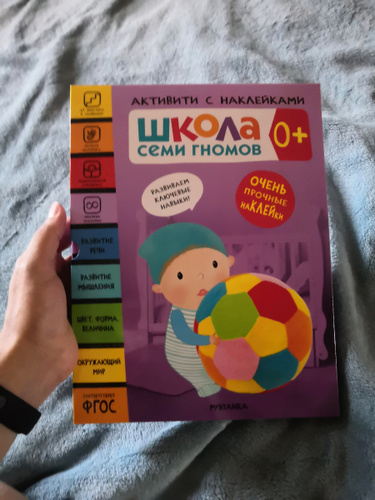 АКТИВИТИ С НАКЛЕЙКАМИ
ШКОЛА
СЕМИ ГНОМОВ
0+
РАЗВИВАЕМ
КЛЮЧЕВЫЕ
НАВЫКИ!
ОЧЕНЬ
ПРОЧНЫЕ
НАКЛЕЙКИ
РАЗВИТИЕ
РЕЧИ
РАЗВИТИЕ
МЫШЛЕНИЯ
ЦВЕТ, ФОРМА,
ВЕЛИЧИНА
ОКРУЖАЮЩИЙ
МИР
СООТВЕТСТВУЕТ
ФГОС